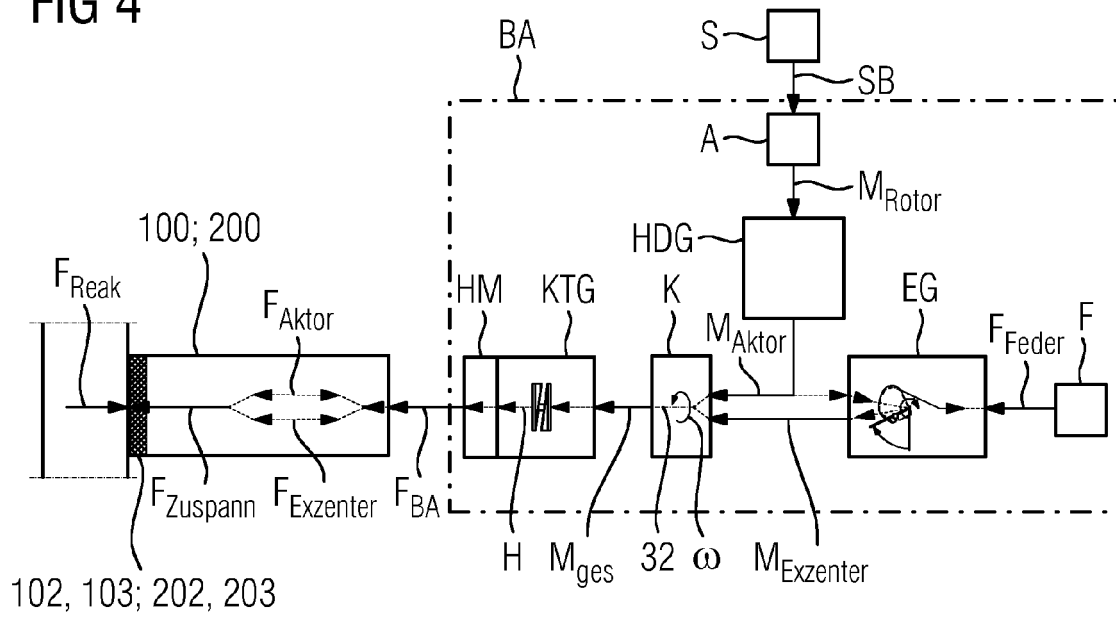 FIG 4
BA
S
SB
A
M_Rotor
100; 200
HDG
F_Reak
F_Aktor
HM
KTG
K
M_Aktor
EG
F_Feder
F
F_Zuspann
F_Exzenter
F_BA
H
M_ges
32
ω
M_Exzenter
102, 103; 202, 203